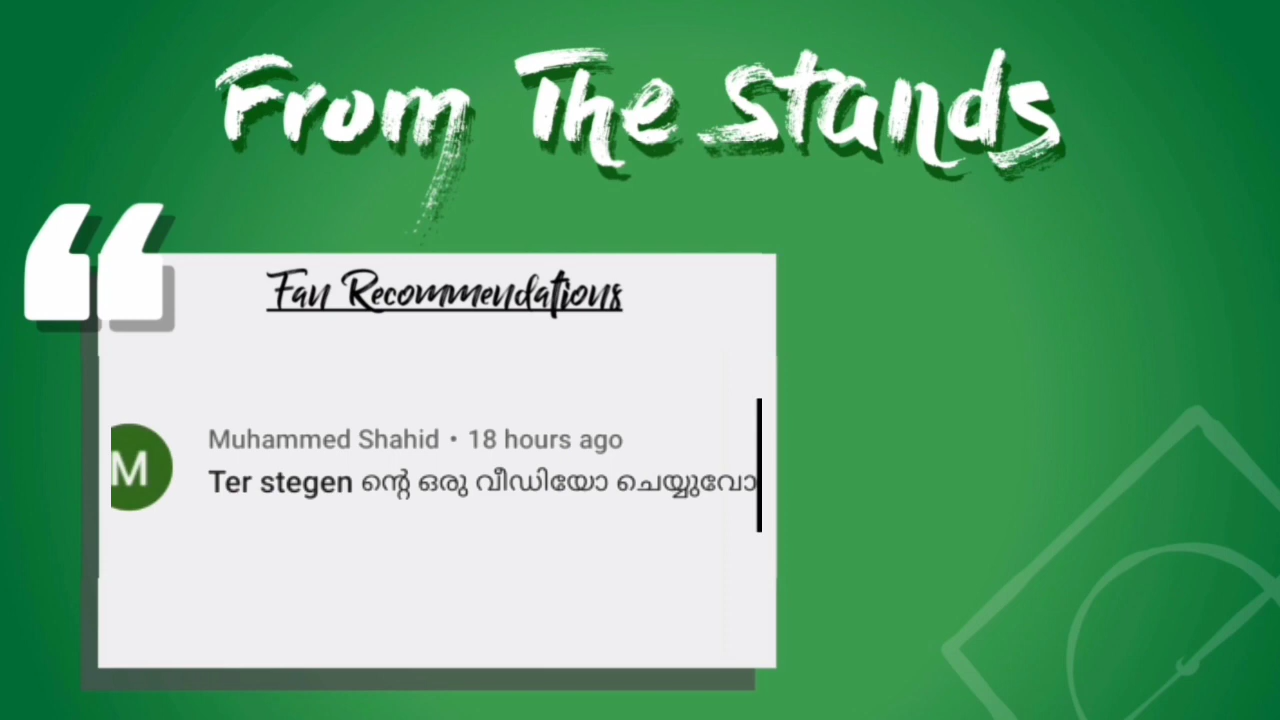 From The Stands
Fan Recommendations
M
Muhammed Shahid • 18 hours ago
Ter stegen ന്റെ ഒരു വീഡിയോ ചെയ്യുവോ